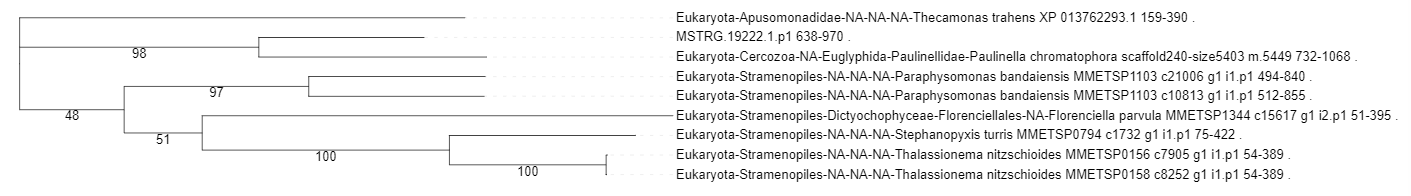 Eukaryota-Apusomonadidae-NA-NA-NA-Thecamonas trahens XP 013762293.1 159-390 .
MSTRG.19222.1.p1 638-970 .
98
Eukaryota-Cercozoa-NA-Euglyphida-Paulinellidae-Paulinella chromatophora scaffold240-size5403 m.5449 732-1068 .
Eukaryota-Stramenopiles-NA-NA-NA-Paraphysomonas bandaiensis MMETSP1103 c21006 g1 i1.p1 494-840 .
97
Eukaryota-Stramenopiles-NA-NA-NA-Paraphysomonas bandaiensis MMETSP1103 c10813 g1 i1.p1 512-855 .
48
Eukaryota-Stramenopiles-Dictyochophyceae-Florenciellales-NA-Florenciella parvula MMETSP1344 c15617 g1 i2.p1 51-395 .
51
Eukaryota-Stramenopiles-NA-NA-NA-Stephanopyxis turris MMETSP0794 c1732 g1 i1.p1 75-422 .
100
Eukaryota-Stramenopiles-NA-NA-NA-Thalassionema nitzschioides MMETSP0156 c7905 g1 i1.p1 54-389 .
100
Eukaryota-Stramenopiles-NA-NA-NA-Thalassionema nitzschioides MMETSP0158 c8252 g1 i1.p1 54-389 .